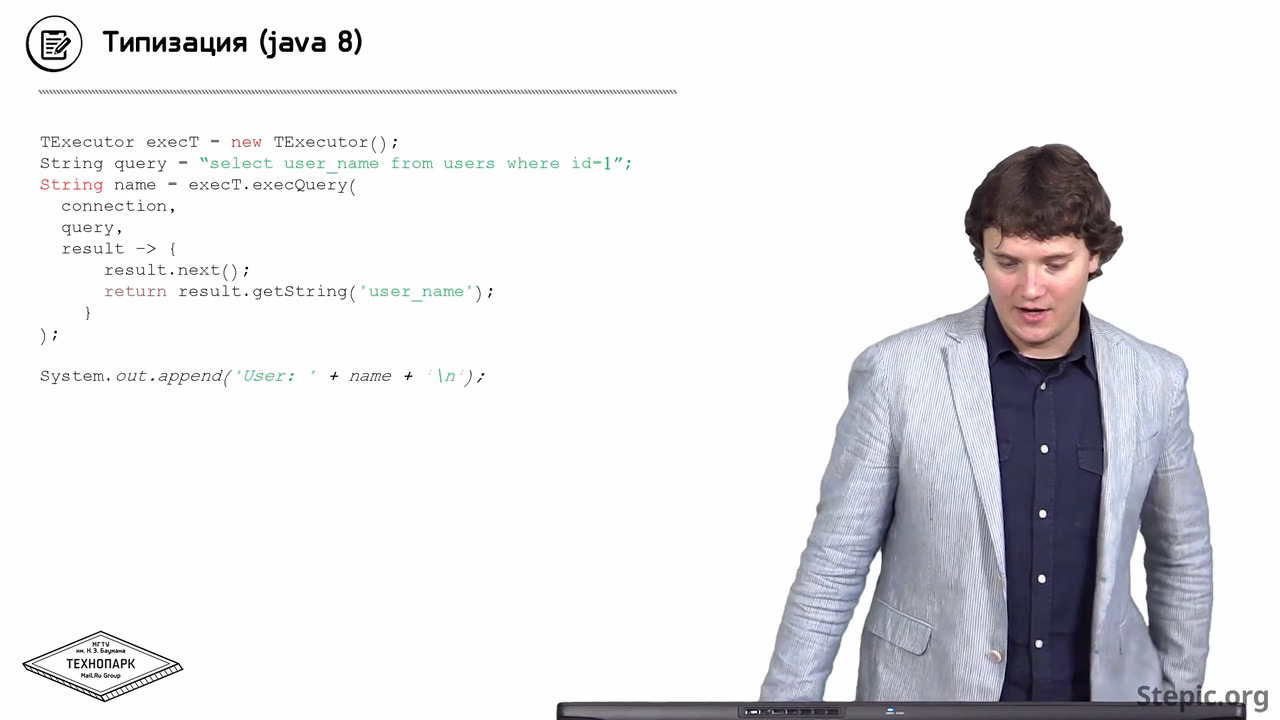 Типизация (java 8)
TExecutor execT = new TExecutor();
String query = “select user_name from users where id=1”;
String name = execT.execQuery(
connection,
query,
result -> {
result.next();
return result.getString("user_name");
}
);
System.out.append("User: " + name + '\n');
МГТУ
им. Н.Э. Баумана
ТЕХНОПАРК
Mail.Ru Group
Stepic.org